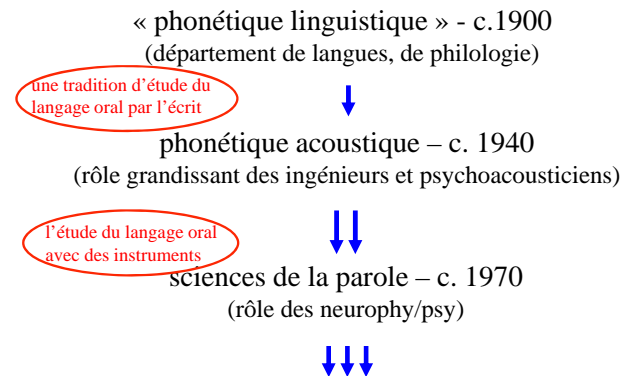 « phonétique linguistique » - c.1900
(département de langues, de philologie)
une tradition d'étude du
langage oral par l'écrit
phonétique acoustique – c. 1940
(rôle grandissant des ingénieurs et psychoacousticiens)
l'étude du langage oral
avec des instruments
sciences de la parole – c. 1970
(rôle des neurophy/psy)